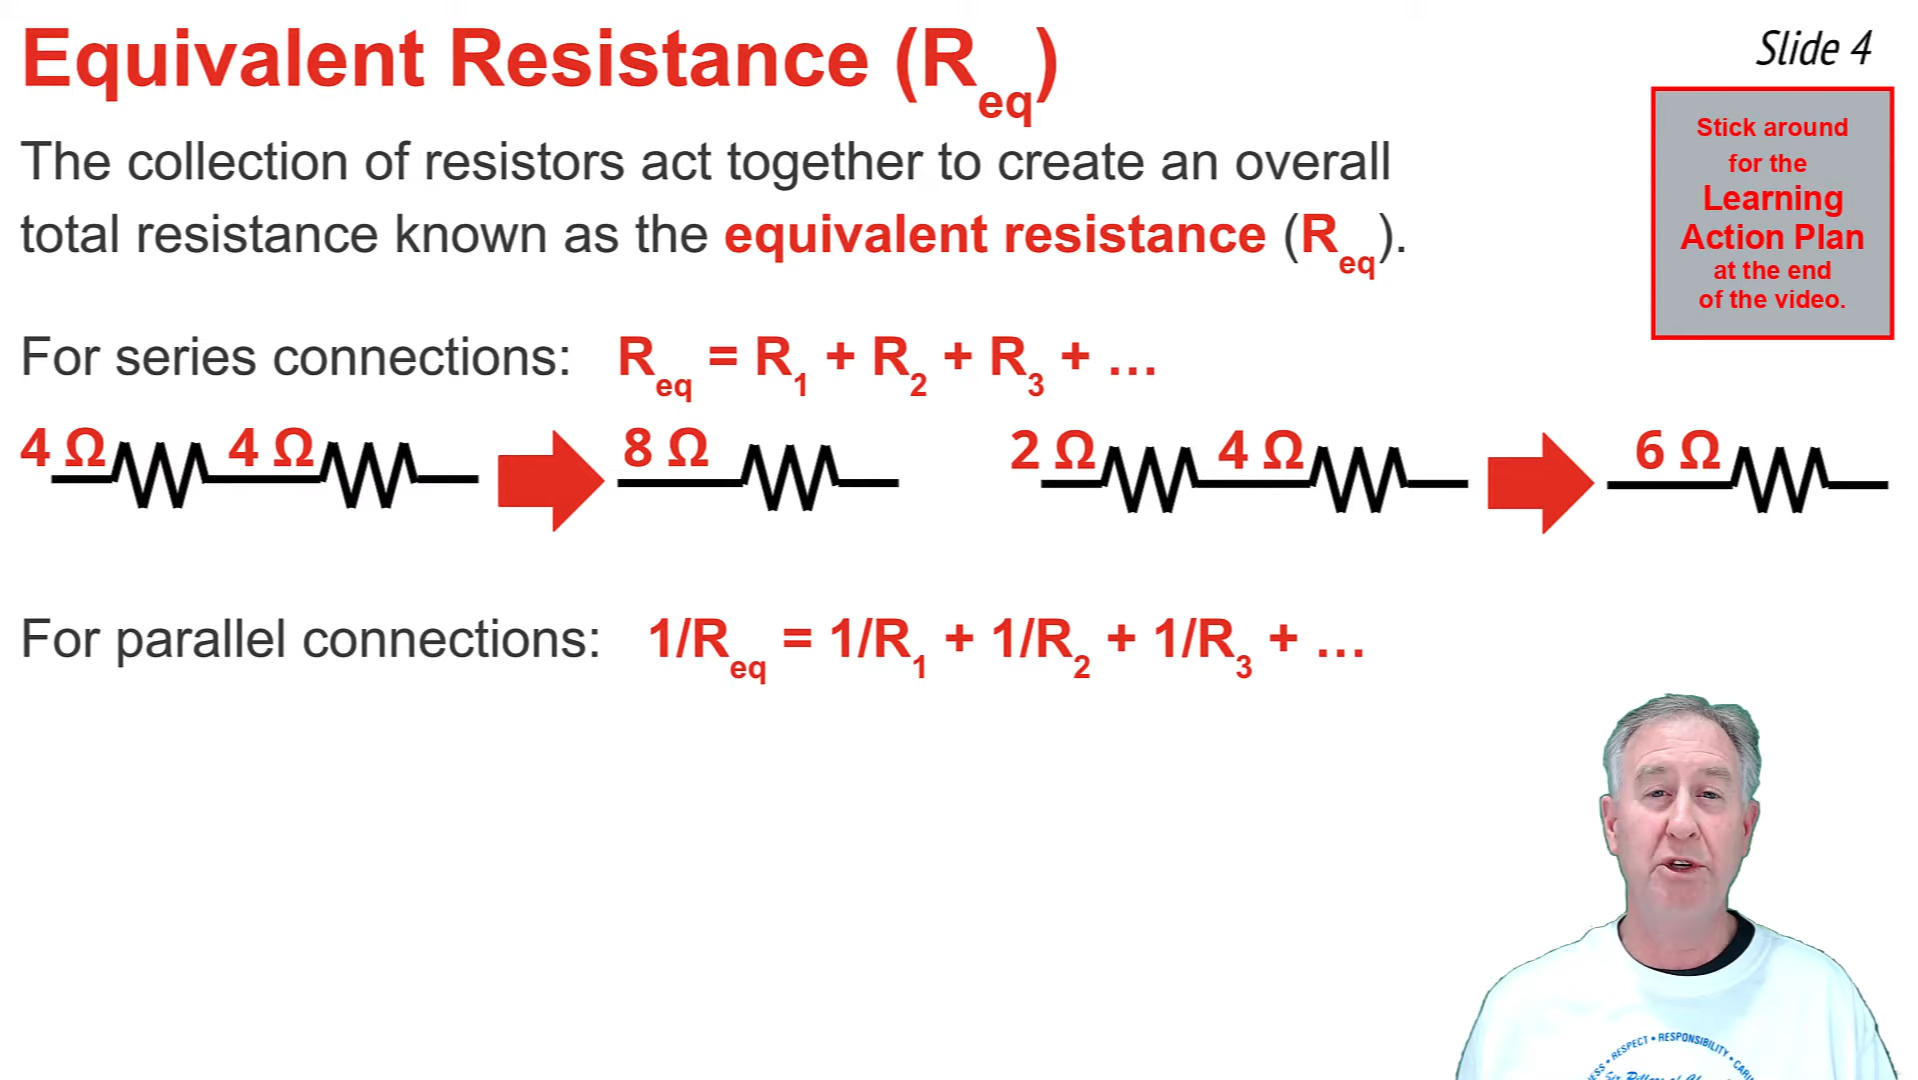 Equivalent Resistance (Req)
Slide 4
Stick around
for the
Learning
Action Plan
at the end
of the video.
The collection of resistors act together to create an overall
total resistance known as the equivalent resistance (Req).
For series connections: Req = R1 + R2 + R3 + ...
4 Ω 4 Ω 8 Ω 2 Ω 4 Ω 6 Ω
For parallel connections: 1/Req = 1/R1 + 1/R2 + 1/R3 + ...
• RESPECT • RESPONSIBILITY •